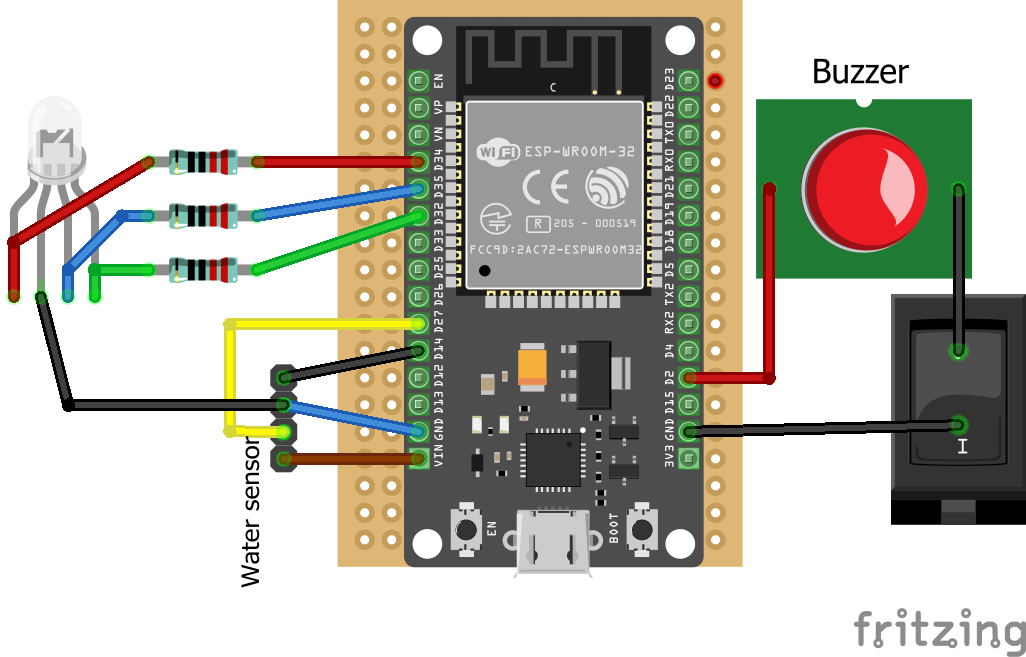 Buzzer
EN
VP
VN
D34
D35
D32
D33
D25
D26
D27
D14
D12
D13
GND
VIN
C
WiFi ESP-WROOM-32
CE
R 205 - 000519
FCC9D:2AC72-ESPWROOM32
D23
D22
TX0
RX0
D21
D19
D18
D5
TX2
RX2
D4
D2
D15
GND
3V3
I
Water sensor
EN
BOOT
fritzing